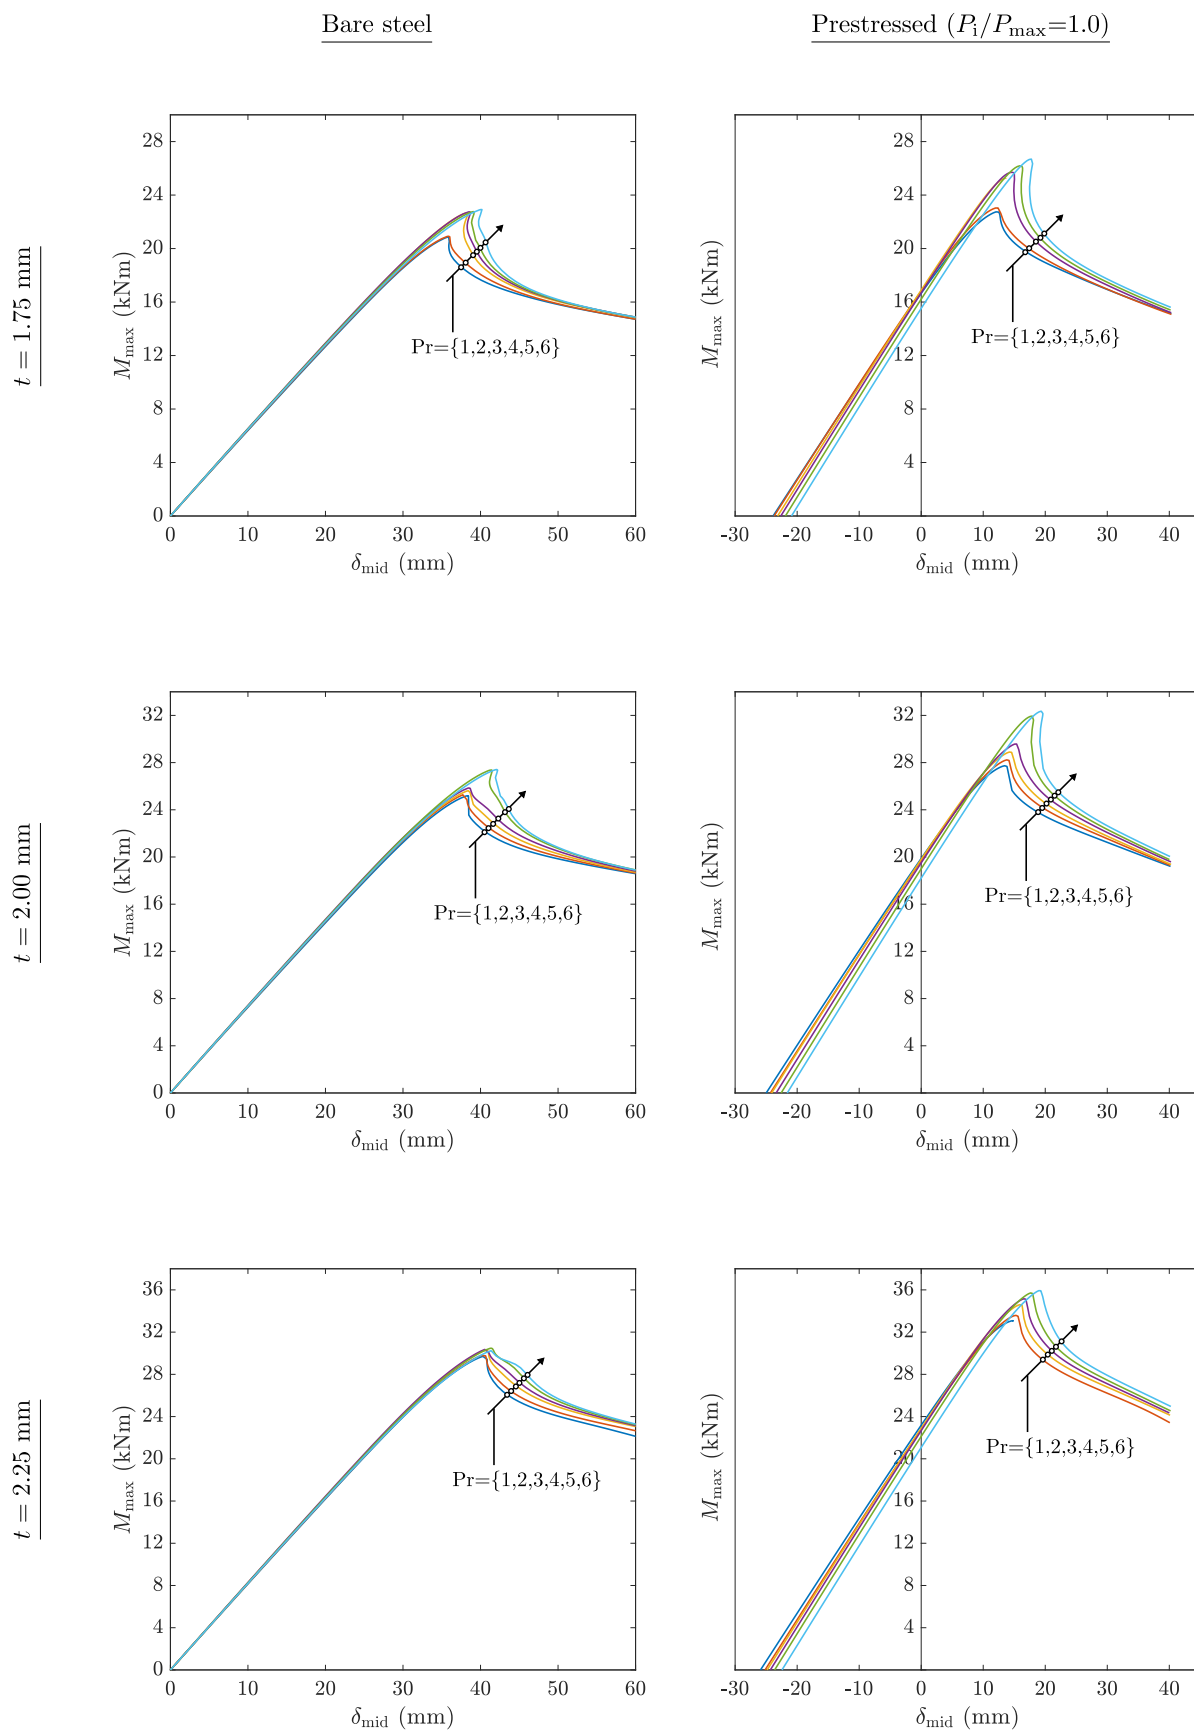 Bare steel
Prestressed (Pi/Pmax=1.0)
t = 1.75 mm
Mmax (kNm)
28
24
20
16
12
8
4
0
0 10 20 30 40 50 60
δmid (mm)
Pr={1,2,3,4,5,6}
Mmax (kNm)
28
24
20
16
12
8
4
-30 -20 -10 0 10 20 30 40
δmid (mm)
Pr={1,2,3,4,5,6}
t = 2.00 mm
Mmax (kNm)
32
28
24
20
16
12
8
4
0
0 10 20 30 40 50 60
δmid (mm)
Pr={1,2,3,4,5,6}
Mmax (kNm)
32
28
24
20
16
12
8
4
-30 -20 -10 0 10 20 30 40
δmid (mm)
Pr={1,2,3,4,5,6}
t = 2.25 mm
Mmax (kNm)
36
32
28
24
20
16
12
8
4
0
0 10 20 30 40 50 60
δmid (mm)
Pr={1,2,3,4,5,6}
Mmax (kNm)
36
32
28
24
20
16
12
8
4
-30 -20 -10 0 10 20 30 40
δmid (mm)
Pr={1,2,3,4,5,6}